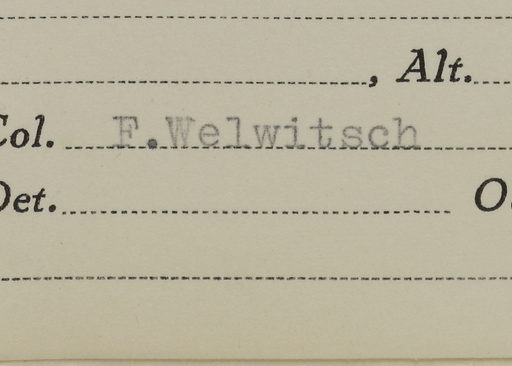 , Alt.
Col. F.Welwitsch
Det.